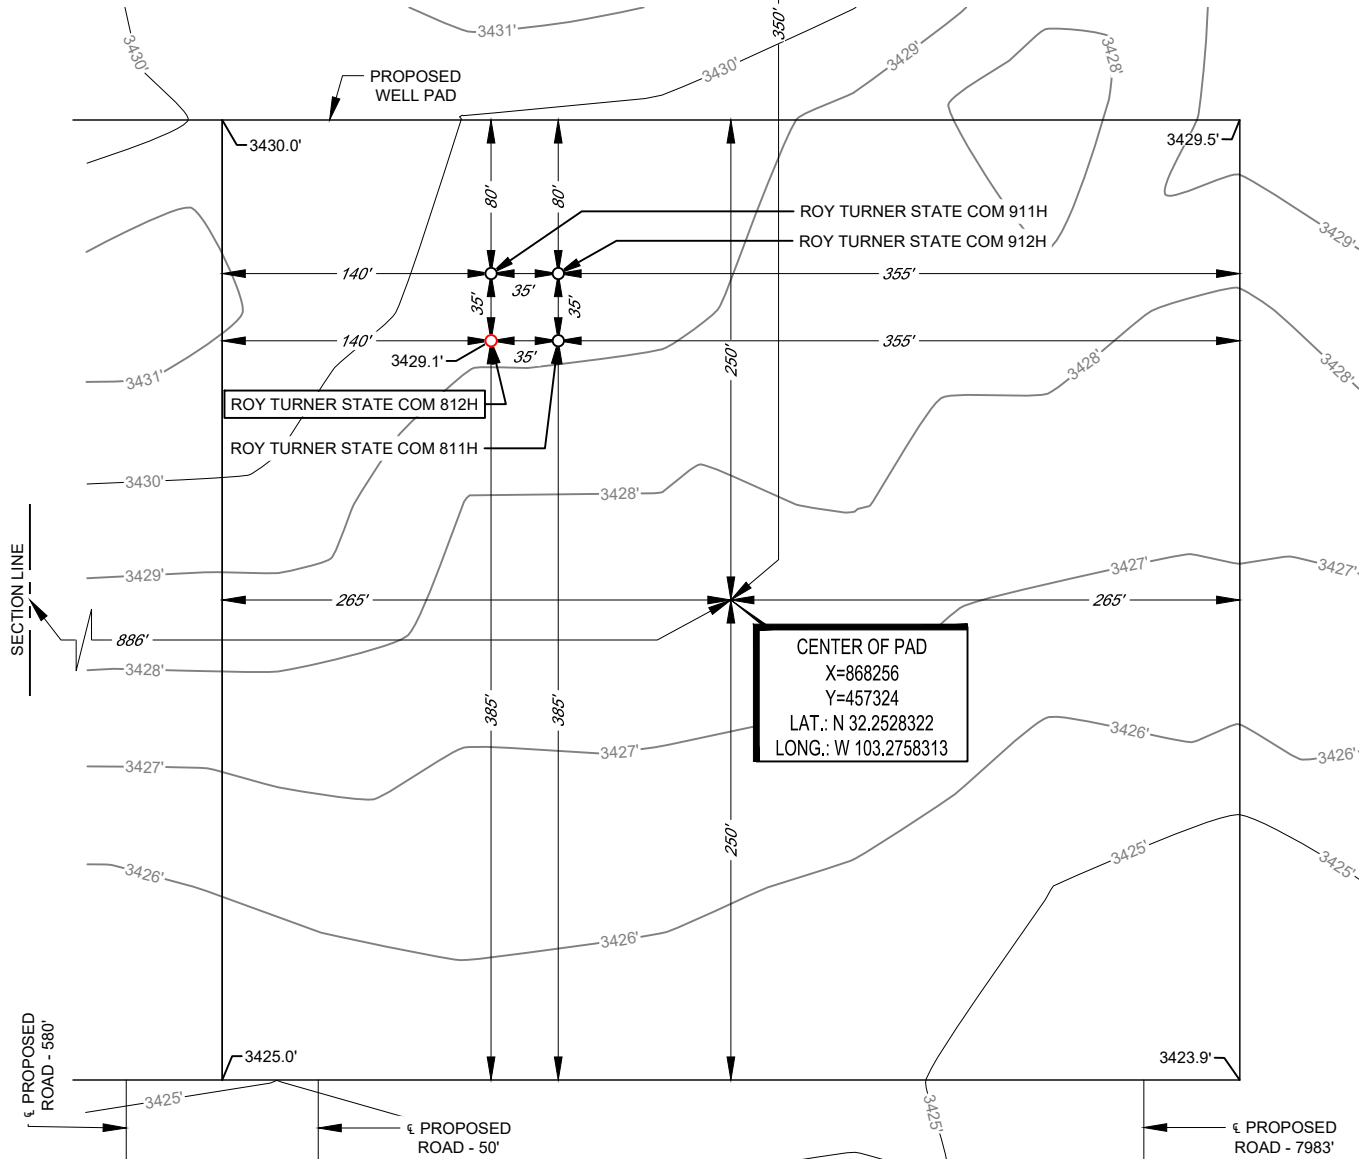 350'
3431'
3430'
3430'
3429'
3428'
PROPOSED
WELL PAD
3430.0'
3429.5'
80'
80'
ROY TURNER STATE COM 911H
ROY TURNER STATE COM 912H
3429'
140'
35'
355'
35'
35'
140'
35'
355'
3429.1'
250'
3431'
3428'
3428'
ROY TURNER STATE COM 812H
ROY TURNER STATE COM 811H
3430'
3428'
SECTION LINE
3429'
3427'
3427'
265'
265'
886'
3428'
CENTER OF PAD
X=868256
Y=457324
LAT.: N 32.2528322
LONG.: W 103.2758313
385'
385'
3427'
3427'
3426'
3426'
250'
3426'
3425'
3425'
3426'
3425.0'
3423.9'
℄ PROPOSED
ROAD - 580'
3425'
3425'
℄ PROPOSED
ROAD - 50'
℄ PROPOSED
ROAD - 7983'